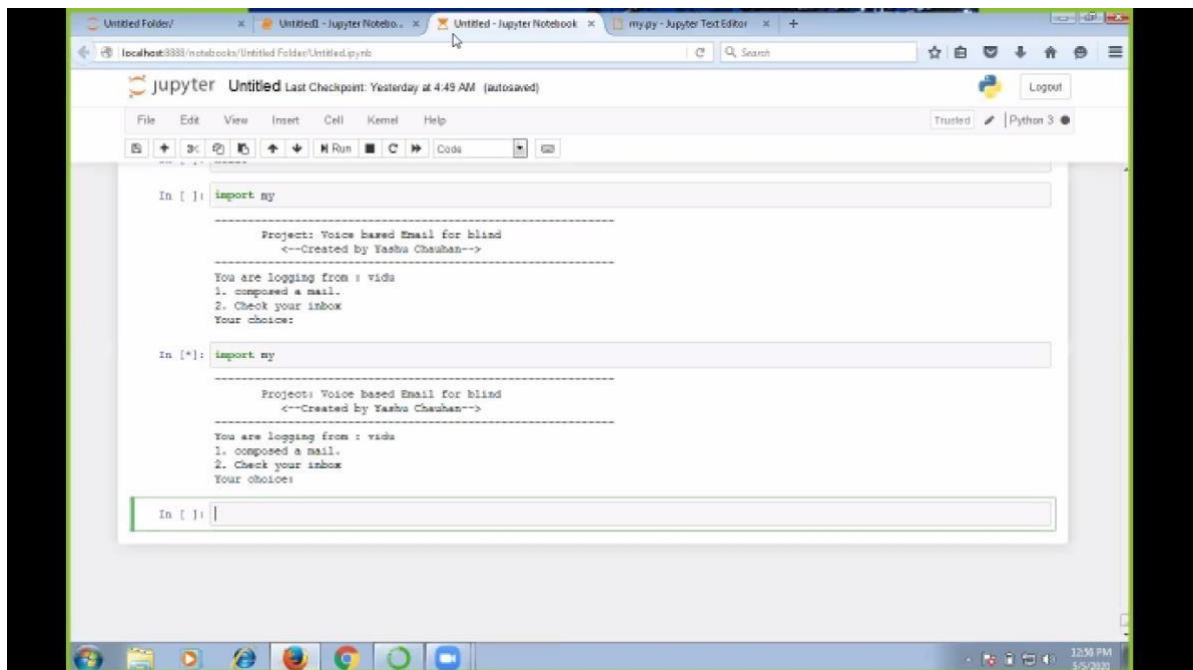 Untitled Folder/
Untitled1 - Jupyter Notebo...
Untitled - Jupyter Notebook
my.py - Jupyter Text Editor
localhost:8888/notebooks/Untitled Folder/Untitled.ipynb
Search
jupyter Untitled Last Checkpoint: Yesterday at 4:49 AM (autosaved)
Logout
File Edit View Insert Cell Kernel Help
Trusted Python 3
Run Code
In [ ]: import my
Project: Voice based Email for blind
<--Created by Yashu Chauhan-->
You are logging from : vidu
1. composed a mail.
2. Check your inbox
Your choice:
In [*]: import my
Project: Voice based Email for blind
<--Created by Yashu Chauhan-->
You are logging from : vidu
1. composed a mail.
2. Check your inbox
Your choice:
In [ ]:
12:56 PM
5/5/2020